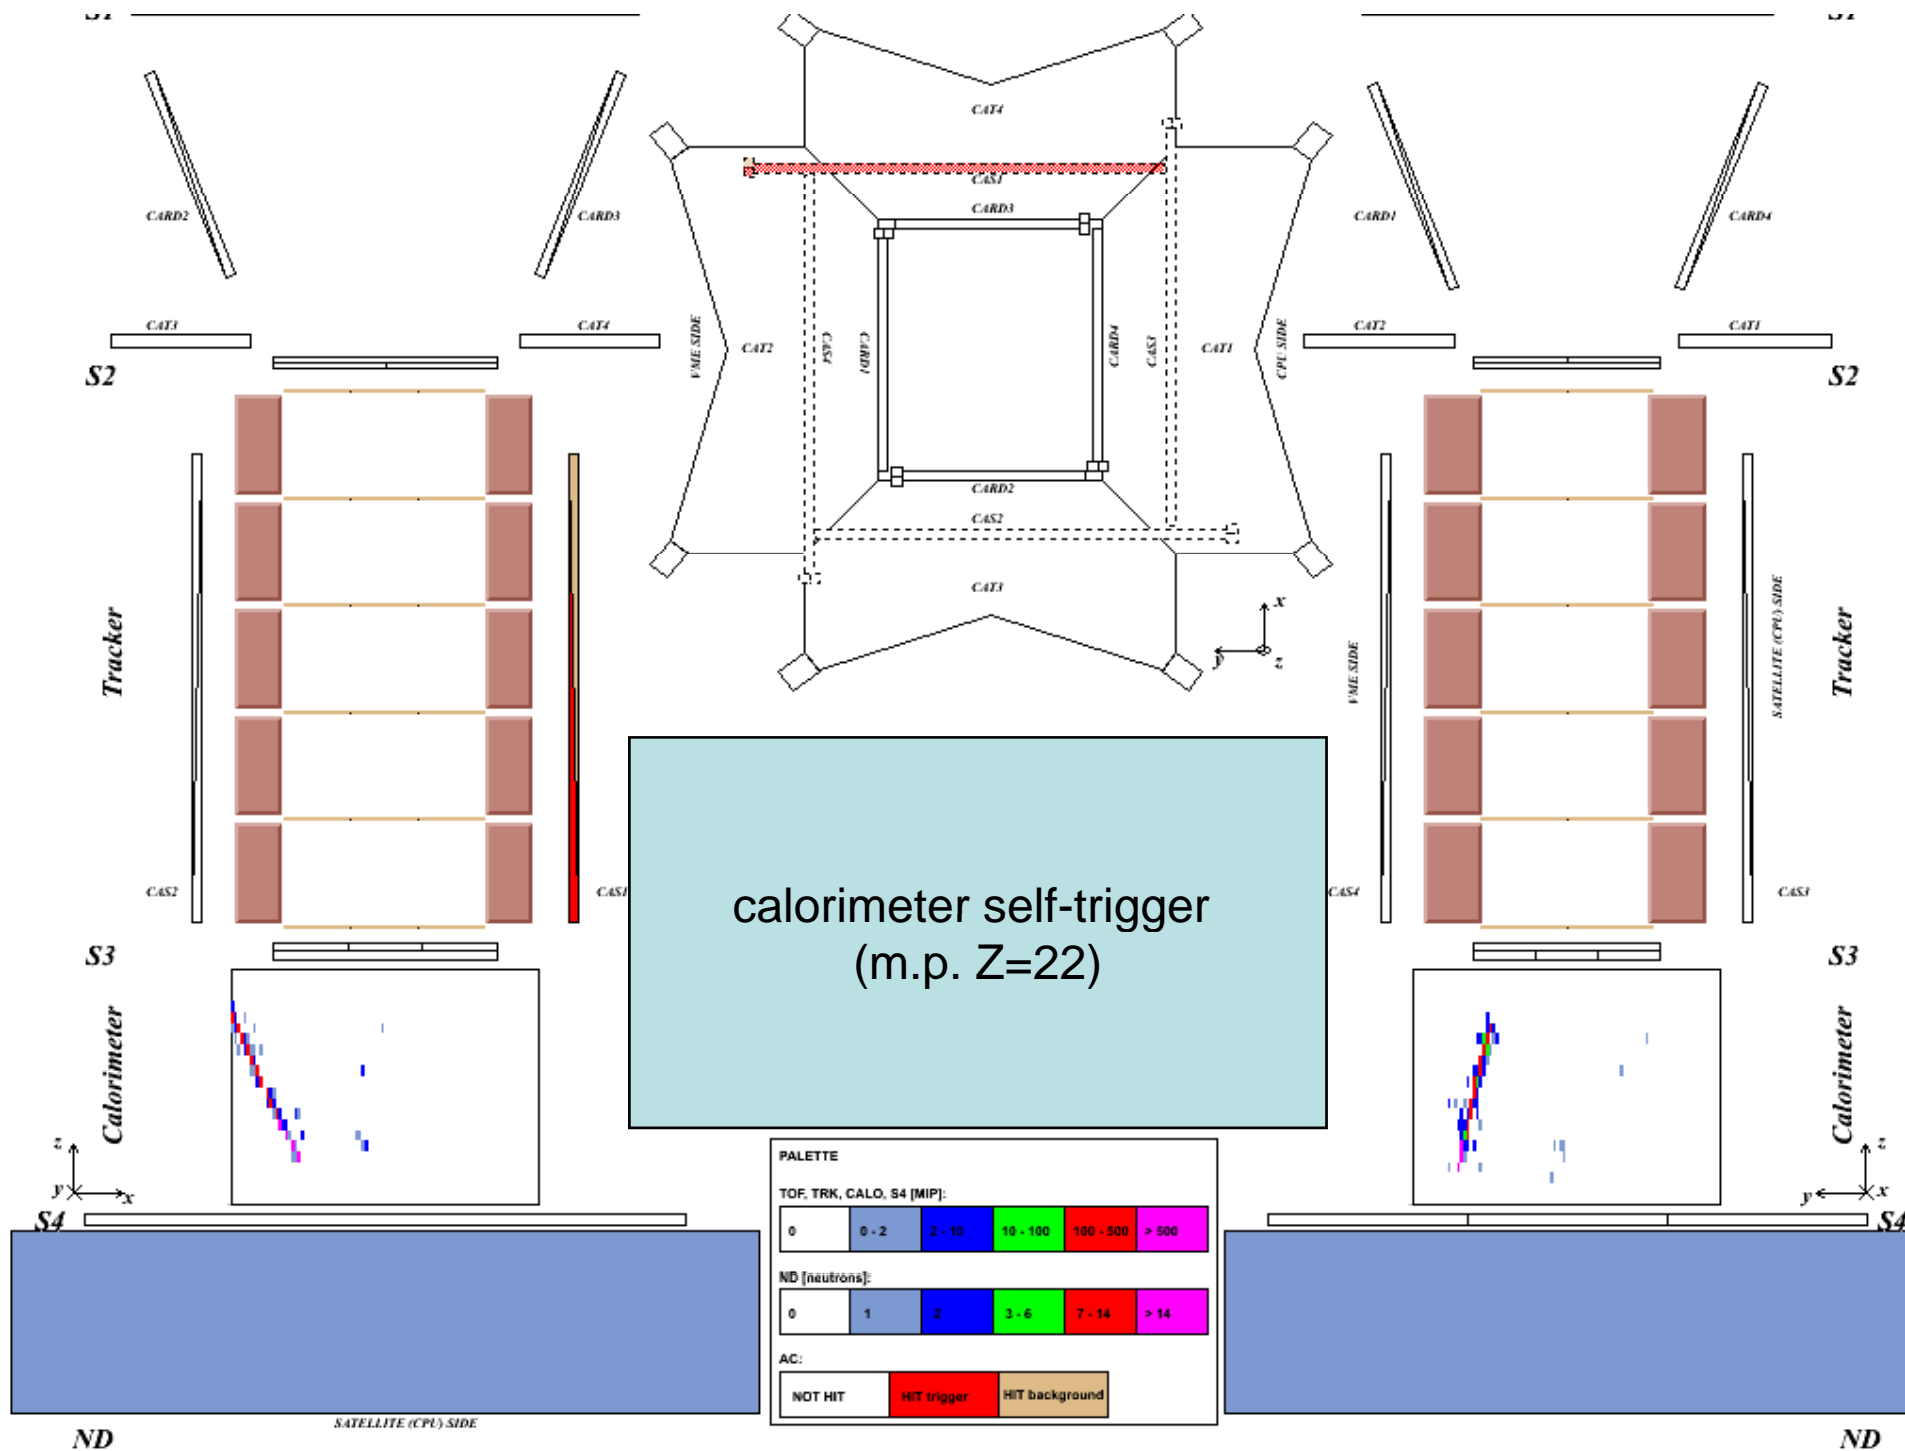 S1
S1
CAT4
CARD2
CARD3
CAS1
CARD3
CARD1
CARD4
CAT3
CAT4
VME SIDE
CAT2
CAS4
CARD1
CARD4
CAS3
CAT1
CPU SIDE
CAT2
CAT1
S2
S2
CARD2
CAS2
CAT3
x
y
z
Tracker
VME SIDE
SATELLITE (CPU) SIDE
Tracker
CAS2
CAS1
CAS4
CAS3
calorimeter self-trigger
(m.p. Z=22)
S3
S3
Calorimeter
Calorimeter
z
y
x
z
y
x
S4
S4
PALETTE
TOF, TRK, CALO, S4 [MIP]:
0 0 - 2 2 - 10 10 - 100 100 - 500 > 500
ND [neutrons]:
0 1 2 3 - 6 7 - 14 > 14
AC:
NOT HIT HIT trigger HIT background
SATELLITE (CPU) SIDE
ND
ND